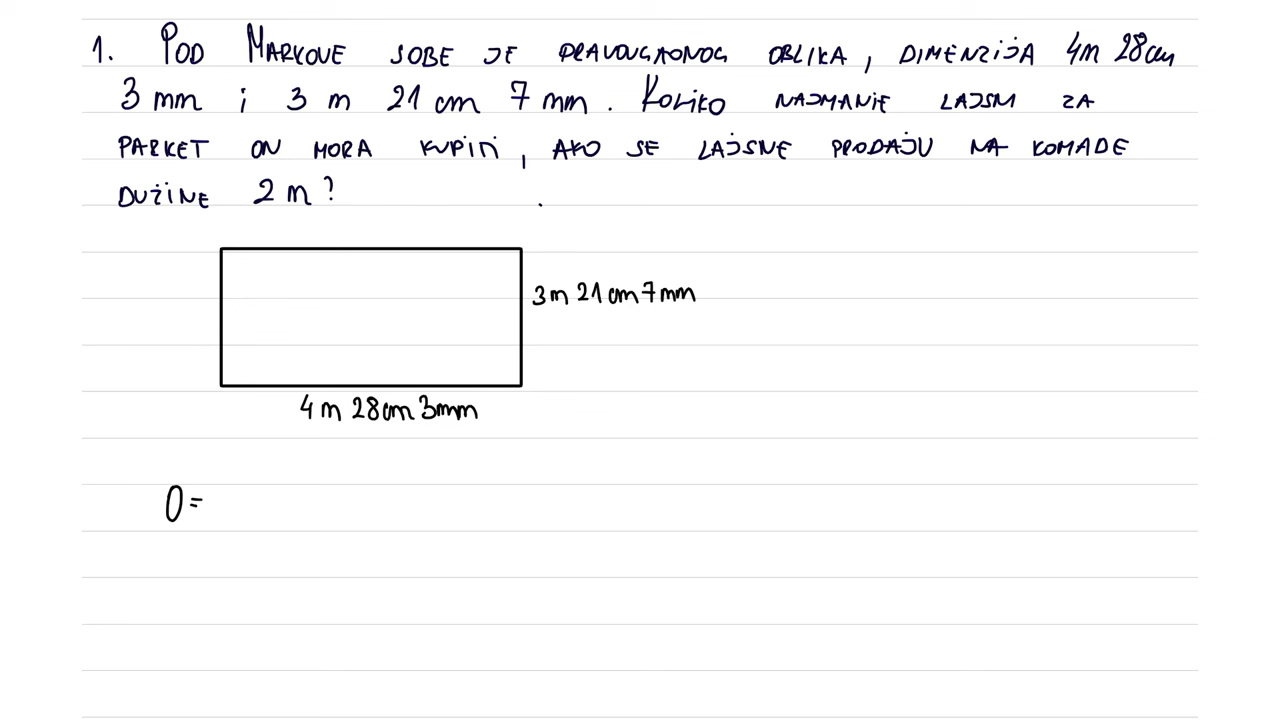 1. POD MARKOVE SOBE JE PRAVOUGAONOG OBLIKA, DIMENZIJA 4m 28cm
3 mm i 3 m 21 cm 7 mm. KOLIKO NAJMANJE LAJSNI ZA
PARKET ON MORA KUPITI, AKO SE LAJSNE PRODAJU NA KOMADE
DUŽINE 2 m?
3m 21cm 7mm
4m 28cm 3mm
O=